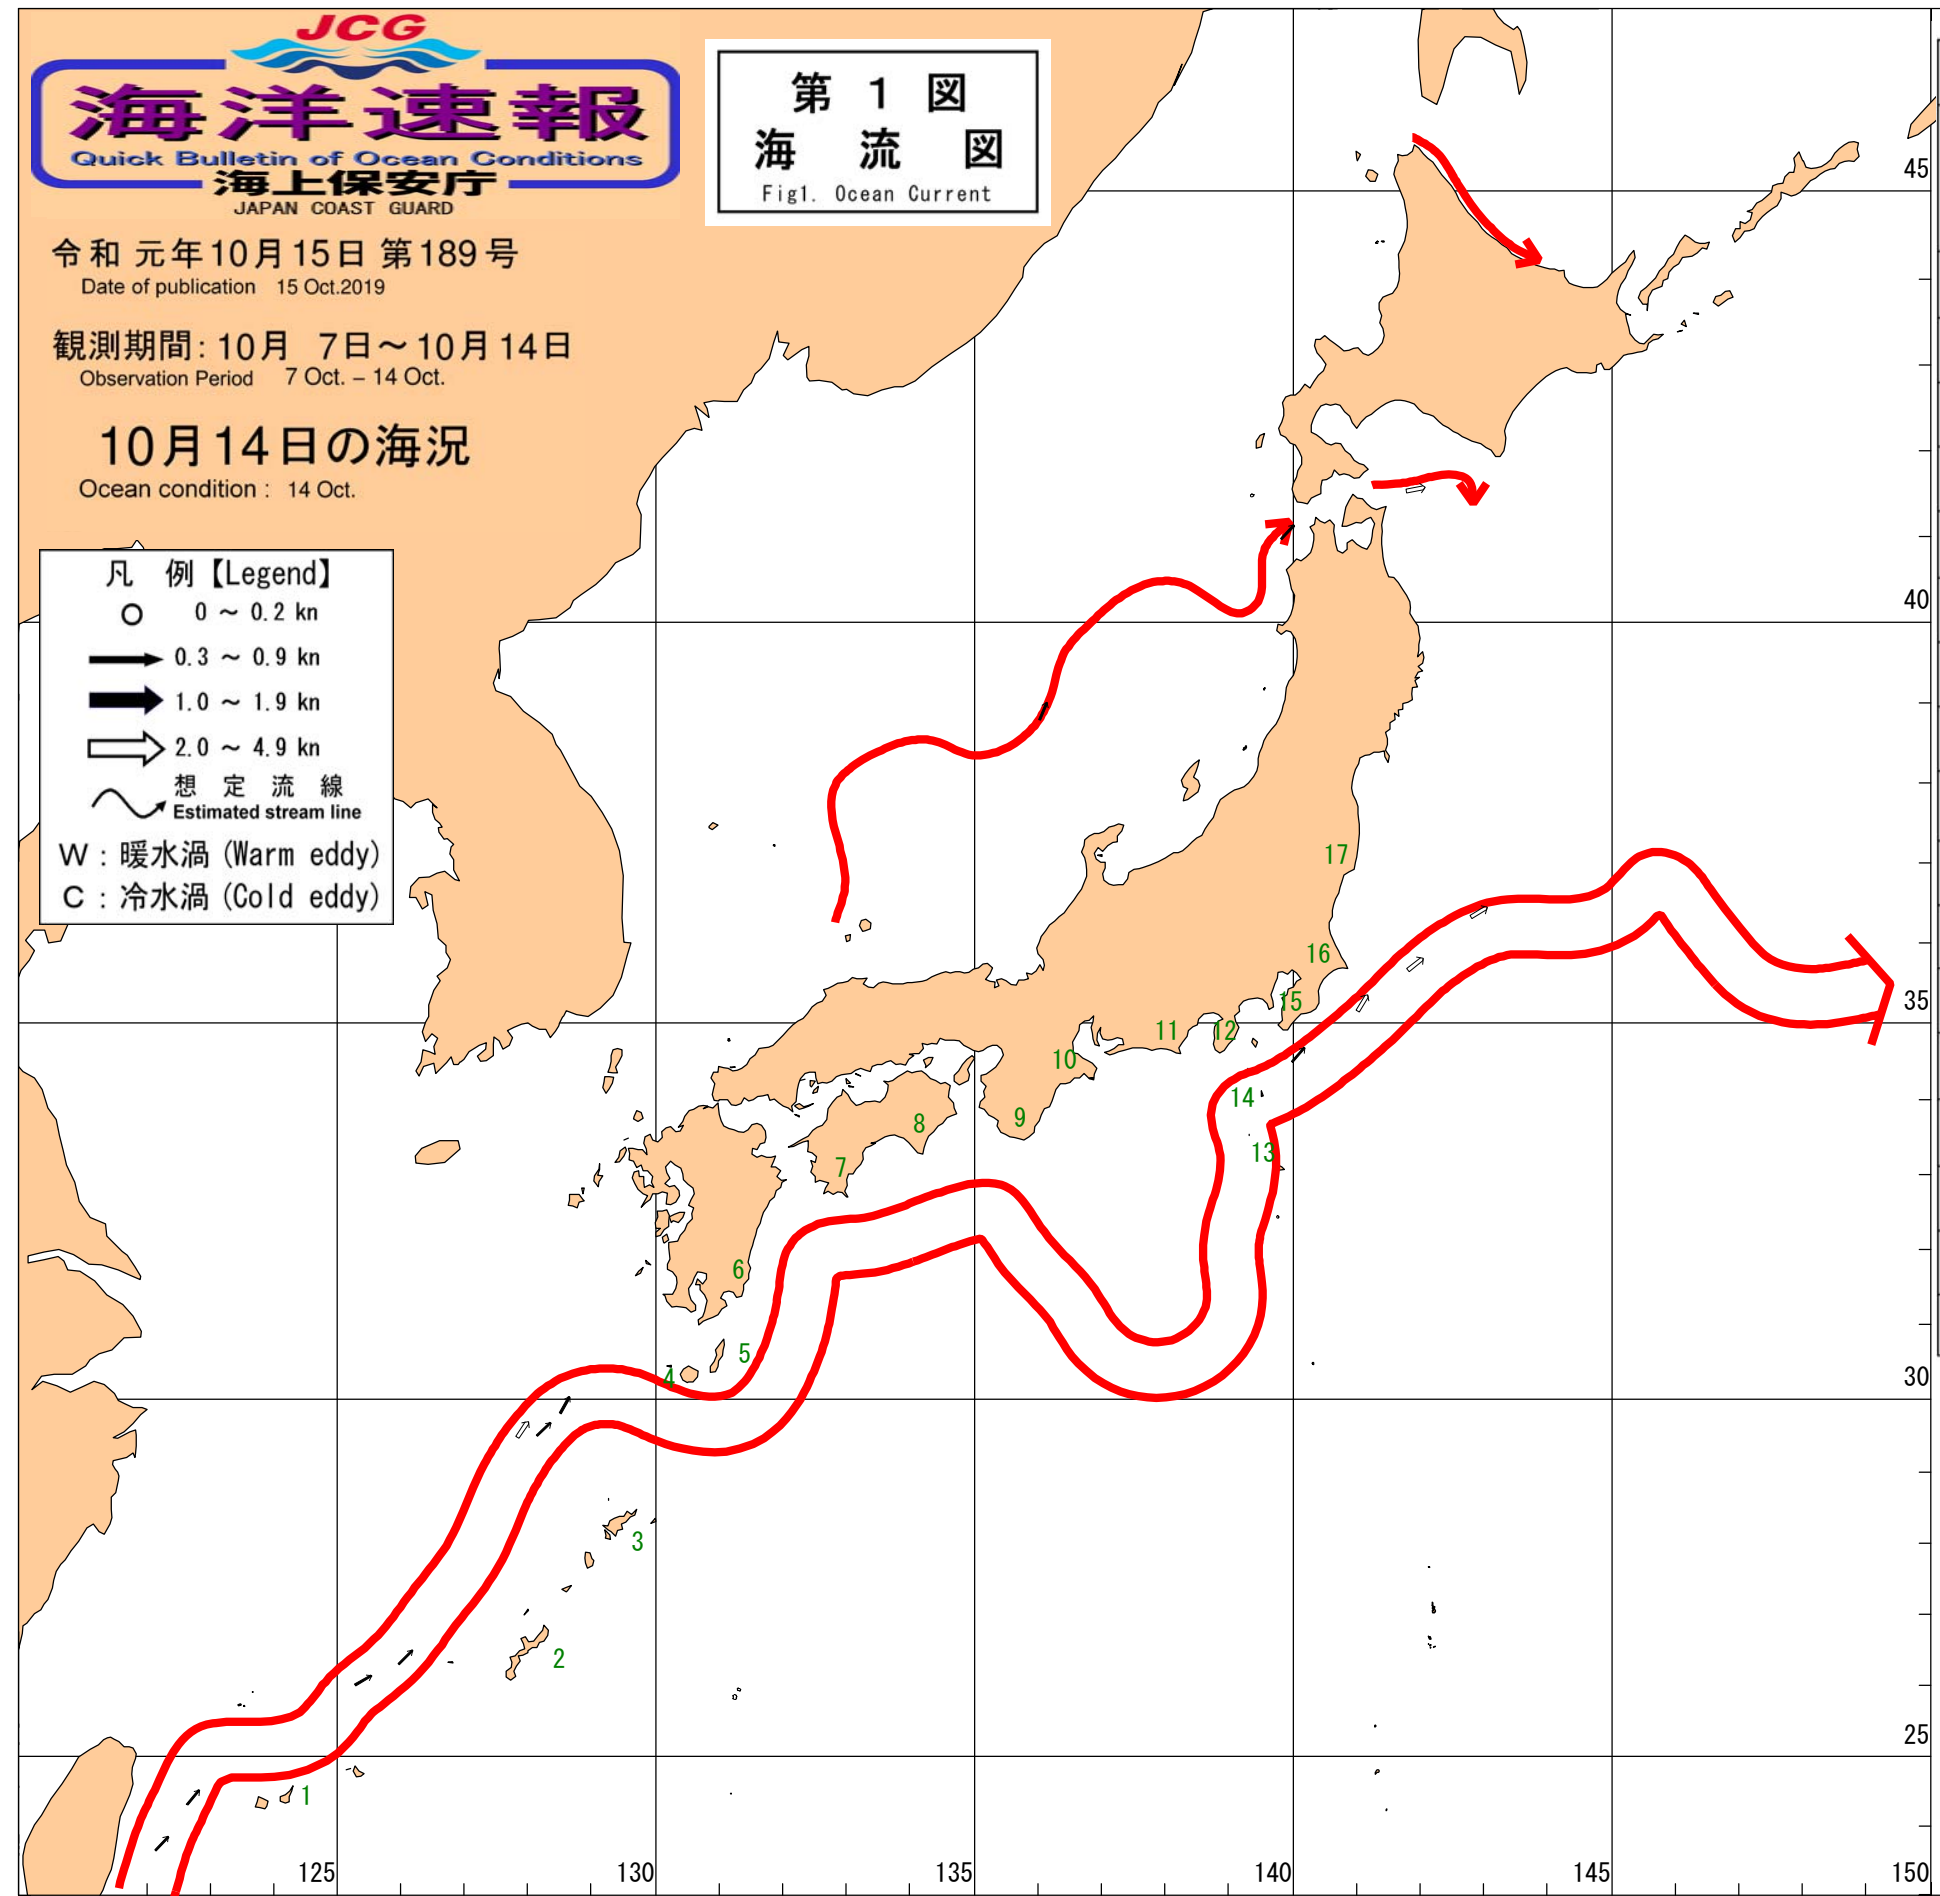 JCG
海洋速報
Quick Bulletin of Ocean Conditions
海上保安庁
JAPAN COAST GUARD
第 1 図
海 流 図
Fig1. Ocean Current
令和 元年10月15日 第189号
Date of publication 15 Oct.2019
観測期間: 10月 7日～10月14日
Observation Period 7 Oct. – 14 Oct.
10月14日の海況
Ocean condition : 14 Oct.
凡 例【Legend】
0 ～ 0.2 kn
0.3 ～ 0.9 kn
1.0 ～ 1.9 kn
2.0 ～ 4.9 kn
想 定 流 線
Estimated stream line
W : 暖水渦 (Warm eddy)
C : 冷水渦 (Cold eddy)
45
40
17
16
35
15
11
12
10
14
9
8
13
7
6
5
4
30
3
2
25
1
125
130
135
140
145
150